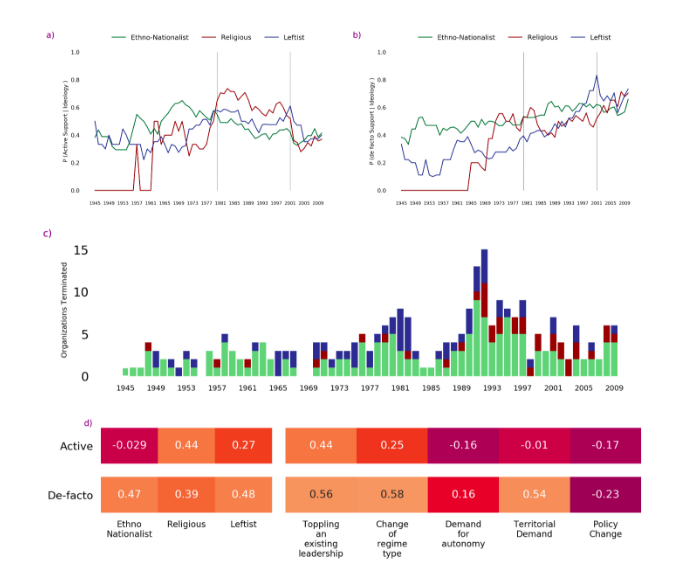 a)
Ethno-Nationalist Religious Leftist
P (Active Support | Ideology )
1.0
0.8
0.6
0.4
0.2
0.0
1945 1949 1953 1957 1961 1965 1969 1973 1977 1981 1985 1989 1993 1997 2001 2005 2009
b)
Ethno-Nationalist Religious Leftist
P (de facto Support | Ideology )
1.0
0.8
0.6
0.4
0.2
0.0
1945 1949 1953 1957 1961 1965 1969 1973 1977 1981 1985 1989 1993 1997 2001 2005 2009
c)
Organizations Terminated
15
10
5
0
1945 1949 1953 1957 1961 1965 1969 1973 1977 1981 1985 1989 1993 1997 2001 2005 2009
d)
Active -0.029 0.44 0.27 0.44 0.25 -0.16 -0.01 -0.17
De-facto 0.47 0.39 0.48 0.56 0.58 0.16 0.54 -0.23
Ethno
Nationalist
Religious
Leftist
Toppling
an
existing
leadership
Change
of
regime
type
Demand
for
autonomy
Territorial
Demand
Policy
Change